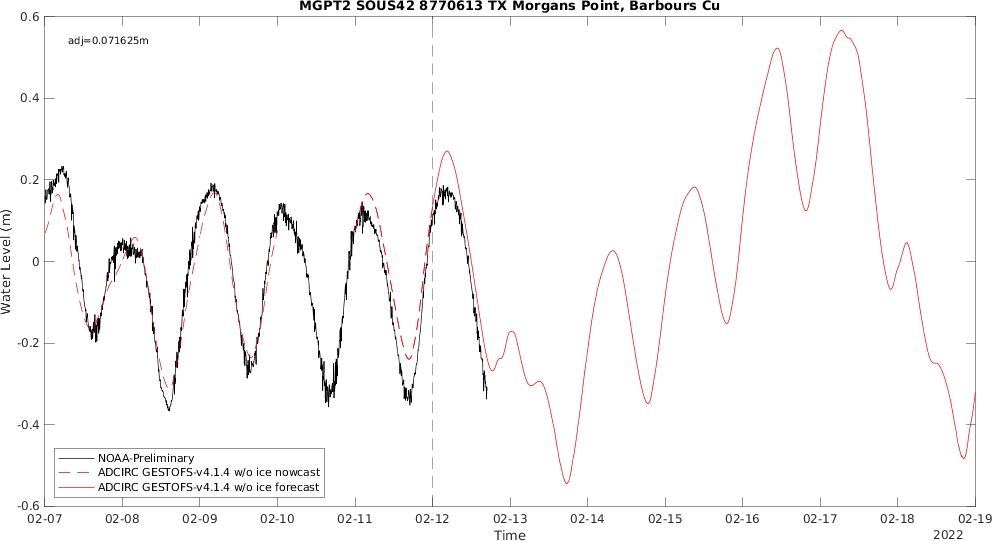 MGPT2 SOUS42 8770613 TX Morgans Point, Barbours Cu
adj=0.071625m
0.6
0.4
0.2
0
-0.2
-0.4
-0.6
Water Level (m)
NOAA-Preliminary
ADCIRC GESTOFS-v4.1.4 w/o ice nowcast
ADCIRC GESTOFS-v4.1.4 w/o ice forecast
02-07 02-08 02-09 02-10 02-11 02-12 02-13 02-14 02-15 02-16 02-17 02-18 02-19
Time
2022